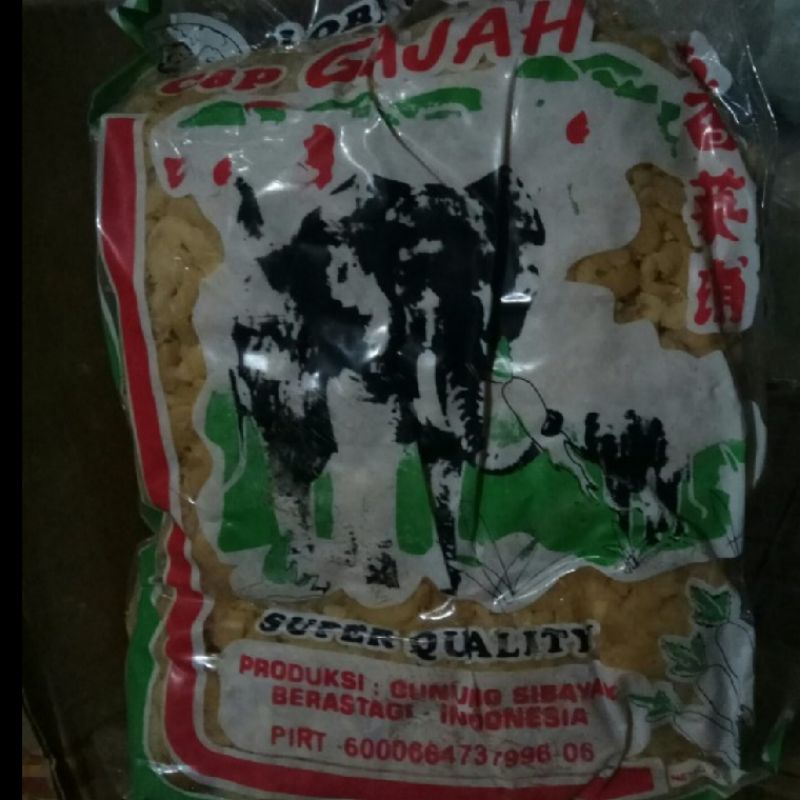 CAP GAJAH
SUPER QUALITY
PRODUKSI : GUNUNG SIBAYAK
BERASTAGI - INDONESIA
PIRT 6000664737996-06